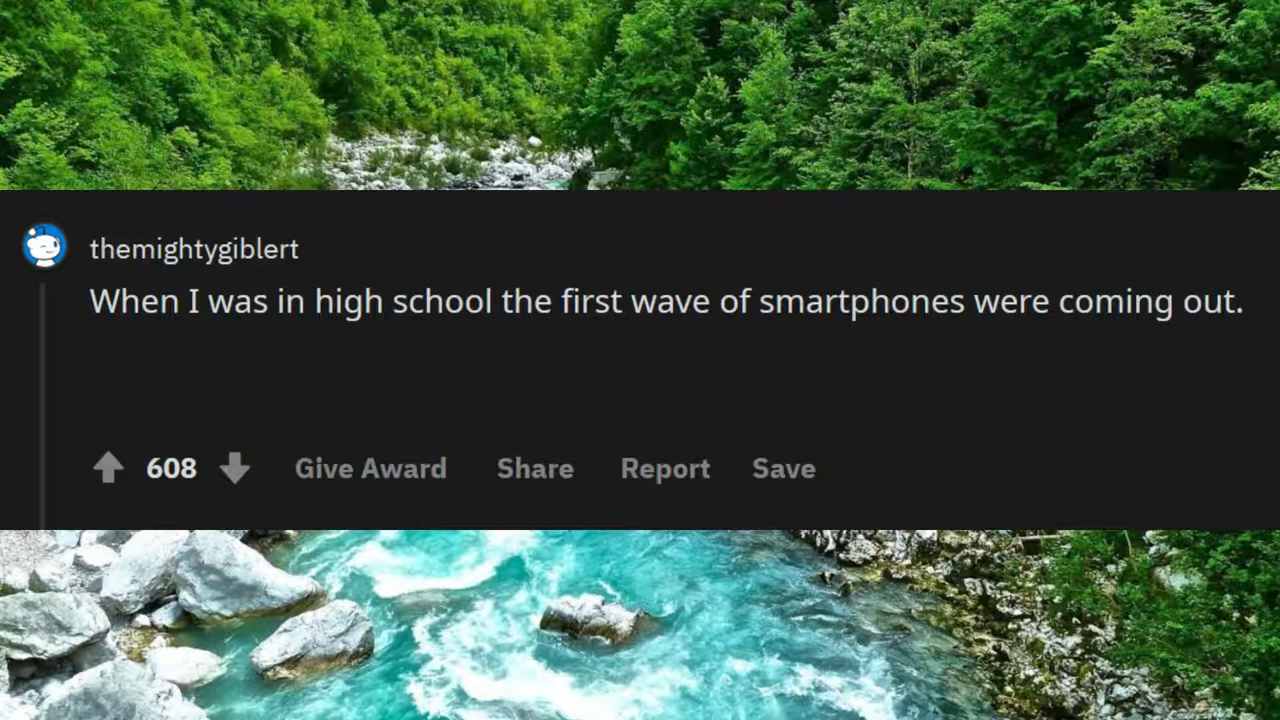 themightygiblert
When I was in high school the first wave of smartphones were coming out.
608 Give Award Share Report Save